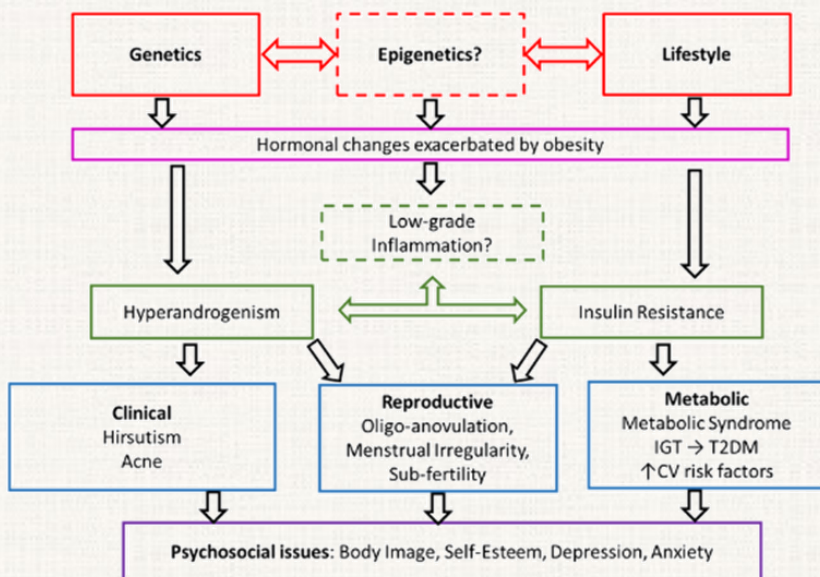 Genetics
Epigenetics?
Lifestyle
Hormonal changes exacerbated by obesity
Low-grade
Inflammation?
Hyperandrogenism
Insulin Resistance
Clinical
Hirsutism
Acne
Reproductive
Oligo-anovulation,
Menstrual Irregularity,
Sub-fertility
Metabolic
Metabolic Syndrome
IGT → T2DM
↑CV risk factors
Psychosocial issues: Body Image, Self-Esteem, Depression, Anxiety